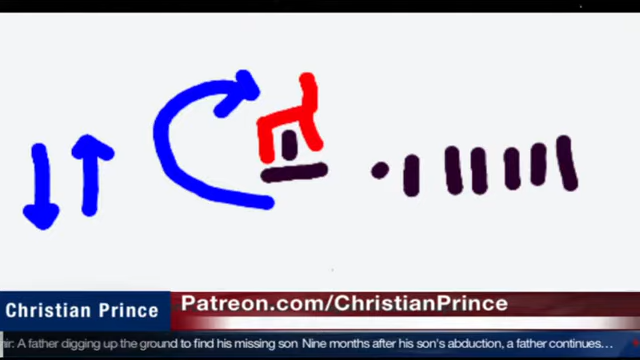 Christian Prince
Patreon.com/ChristianPrince
nir: A father digging up the ground to find his missing son Nine months after his son's abduction, a father continues…